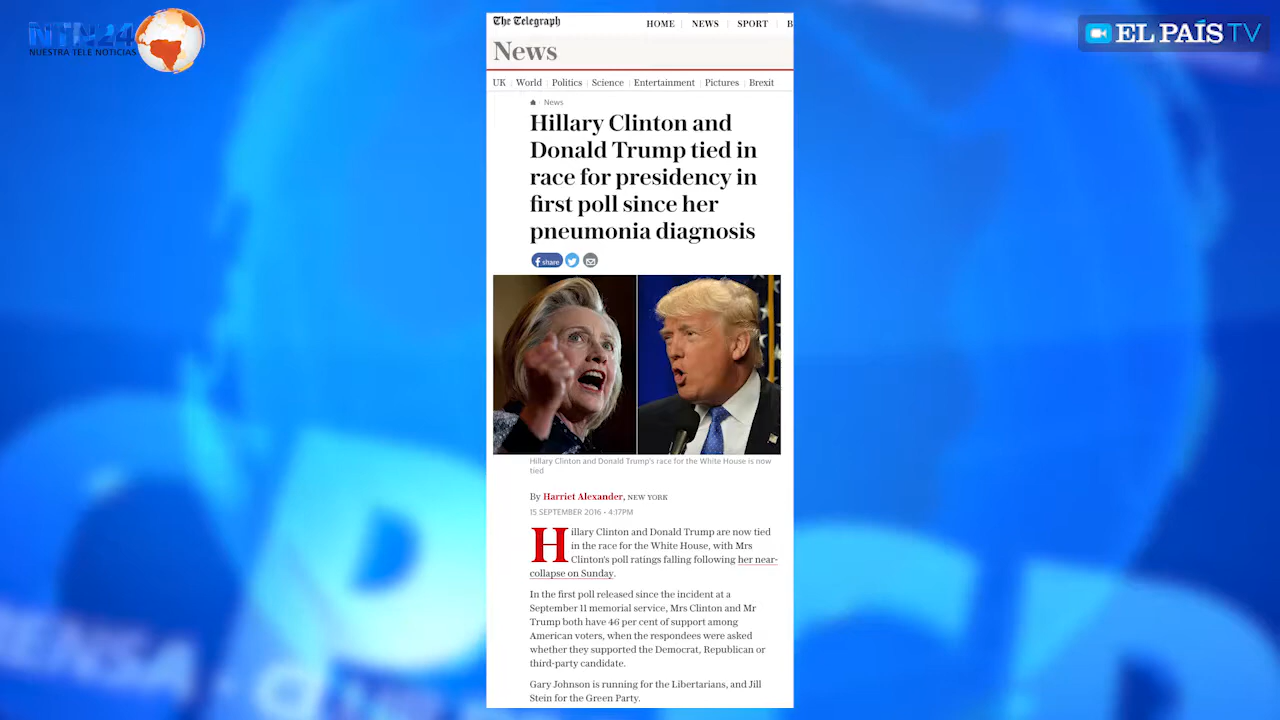 NTN24
NUESTRA TELE NOTICIAS
EL PAÍS TV
The Telegraph
HOME
NEWS
SPORT
B
News
UK
World
Politics
Science
Entertainment
Pictures
Brexit
News
Hillary Clinton and
Donald Trump tied in
race for presidency in
first poll since her
pneumonia diagnosis
share
Hillary Clinton and Donald Trump's race for the White House is now
tied
By Harriet Alexander, NEW YORK
15 SEPTEMBER 2016 • 4:17PM
Hillary Clinton and Donald Trump are now tied
in the race for the White House, with Mrs
Clinton's poll ratings falling following her near-
collapse on Sunday.
In the first poll released since the incident at a
September 11 memorial service, Mrs Clinton and Mr
Trump both have 46 per cent of support among
American voters, when the respondees were asked
whether they supported the Democrat, Republican or
third-party candidate.
Gary Johnson is running for the Libertarians, and Jill
Stein for the Green Party.